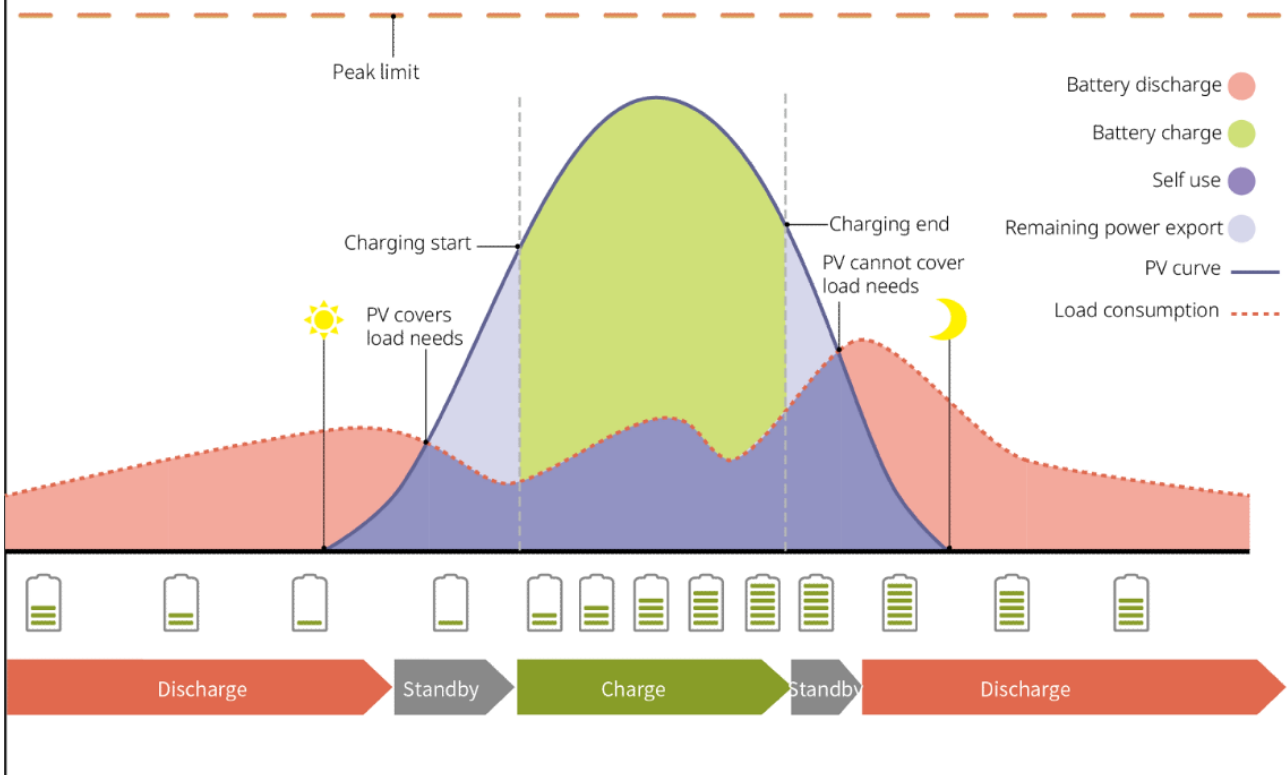 Peak limit
Battery discharge
Battery charge
Self use
Remaining power export
PV curve
Load consumption
Charging start
Charging end
PV cannot cover
load needs
PV covers
load needs
Discharge
Standby
Charge
Standby
Discharge